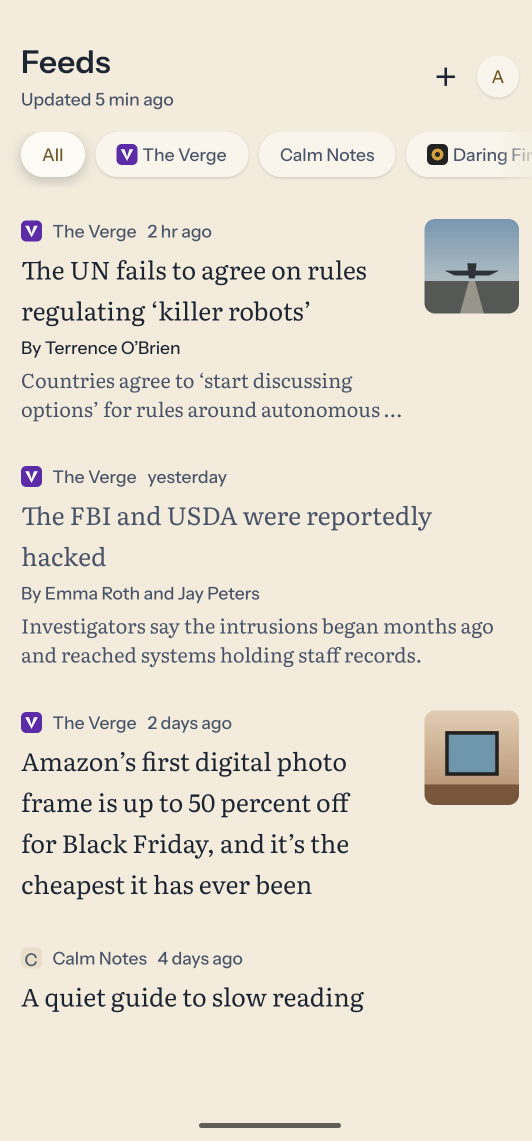 Feeds
Updated 5 min ago
+
A
All
V The Verge
Calm Notes
Daring Fir
V The Verge 2 hr ago
The UN fails to agree on rules
regulating ‘killer robots’
By Terrence O’Brien
Countries agree to ‘start discussing
options’ for rules around autonomous …
V The Verge yesterday
The FBI and USDA were reportedly
hacked
By Emma Roth and Jay Peters
Investigators say the intrusions began months ago
and reached systems holding staff records.
V The Verge 2 days ago
Amazon’s first digital photo
frame is up to 50 percent off
for Black Friday, and it’s the
cheapest it has ever been
C Calm Notes 4 days ago
A quiet guide to slow reading